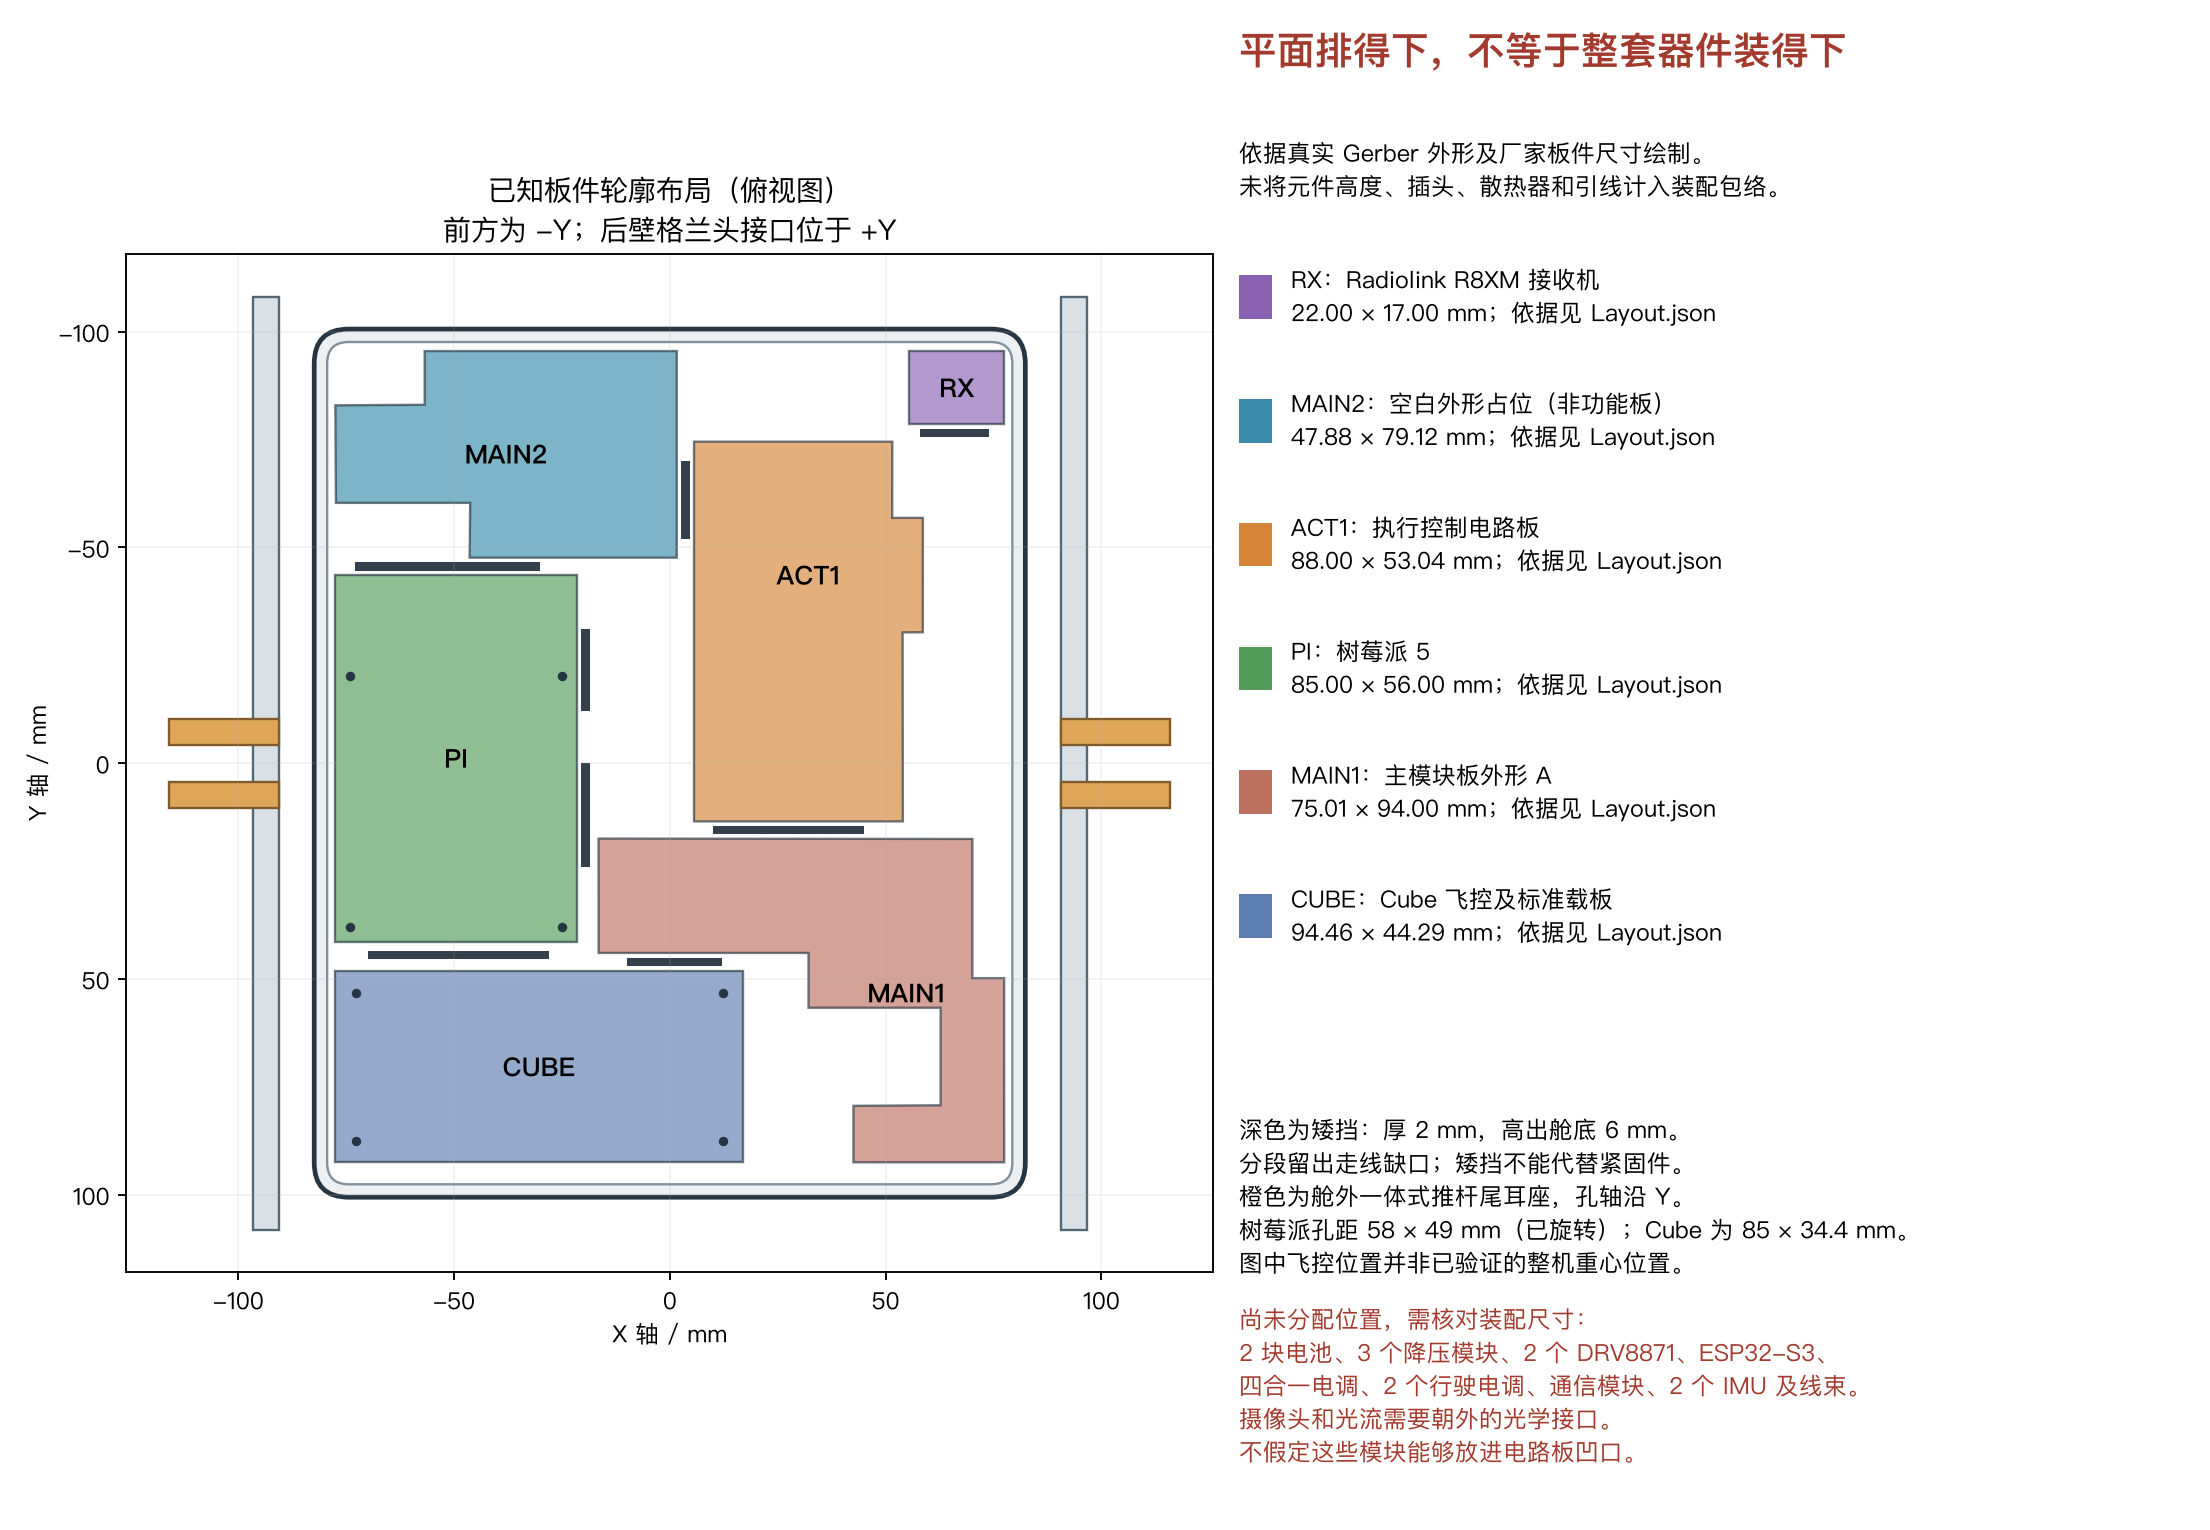 平面排得下，不等于整套器件装得下
依据真实 Gerber 外形及厂家板件尺寸绘制。
未将元件高度、插头、散热器和引线计入装配包络。
已知板件轮廓布局（俯视图）
前方为 −Y；后壁格兰头接口位于 +Y
RX：Radiolink R8XM 接收机
22.00 × 17.00 mm；依据见 Layout.json
MAIN2：空白外形占位（非功能板）
47.88 × 79.12 mm；依据见 Layout.json
ACT1：执行控制电路板
88.00 × 53.04 mm；依据见 Layout.json
PI：树莓派 5
85.00 × 56.00 mm；依据见 Layout.json
MAIN1：主模块板外形 A
75.01 × 94.00 mm；依据见 Layout.json
CUBE：Cube 飞控及标准载板
94.46 × 44.29 mm；依据见 Layout.json
RX
MAIN2
ACT1
PI
MAIN1
CUBE
−100
−50
0
50
100
Y 轴 / mm
−100
−50
0
50
100
X 轴 / mm
深色为矮挡：厚 2 mm，高出舱底 6 mm。
分段留出走线缺口；矮挡不能代替紧固件。
橙色为舱外一体式推杆尾耳座，孔轴沿 Y。
树莓派孔距 58 × 49 mm（已旋转）；Cube 为 85 × 34.4 mm。
图中飞控位置并非已验证的整机重心位置。
尚未分配位置，需核对装配尺寸：
2 块电池、3 个降压模块、2 个 DRV8871、ESP32−S3、
四合一电调、2 个行驶电调、通信模块、2 个 IMU 及线束。
摄像头和光流需要朝外的光学接口。
不假定这些模块能够放进电路板凹口。